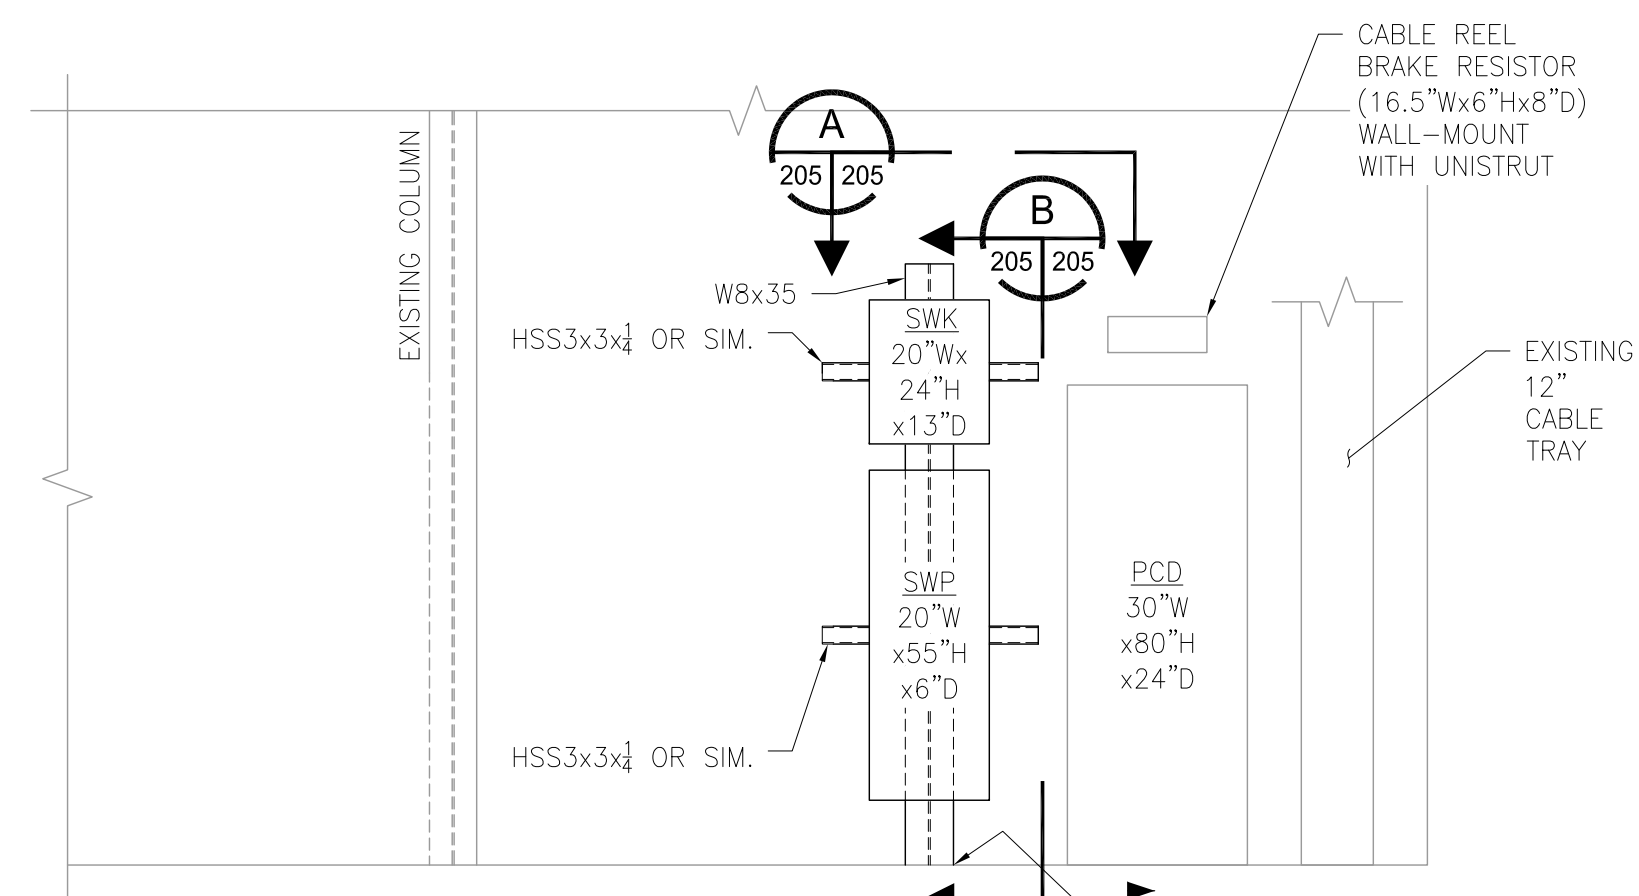 CABLE REEL
BRAKE RESISTOR
(16.5”Wx6”Hx8”D)
WALL-MOUNT
WITH UNISTRUT
EXISTING COLUMN
A
205 205
B
205 205
W8x35
HSS3x3x1/4 OR SIM.
SWK
20”Wx
24”H
x13”D
EXISTING
12”
CABLE
TRAY
SWP
20”W
x55”H
x6”D
PCD
30”W
x80”H
x24”D
HSS3x3x1/4 OR SIM.